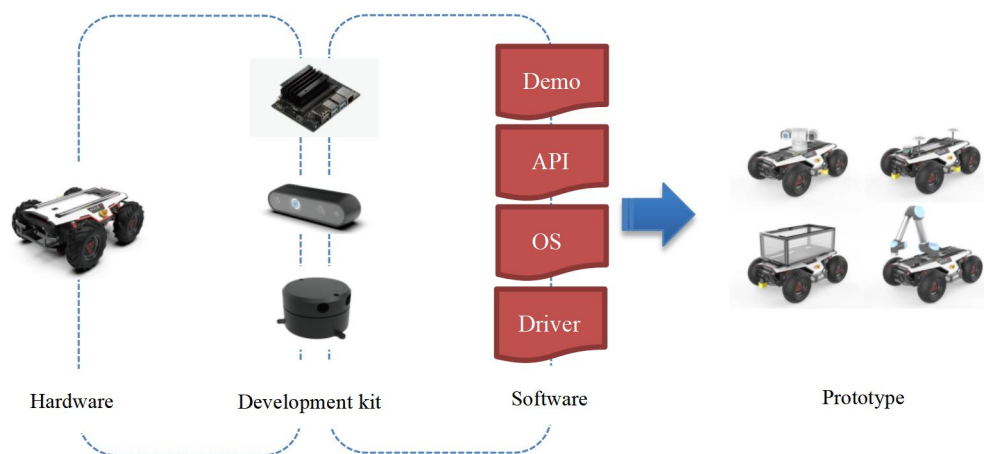 Demo
API
OS
Driver
Hardware
Development kit
Software
Prototype